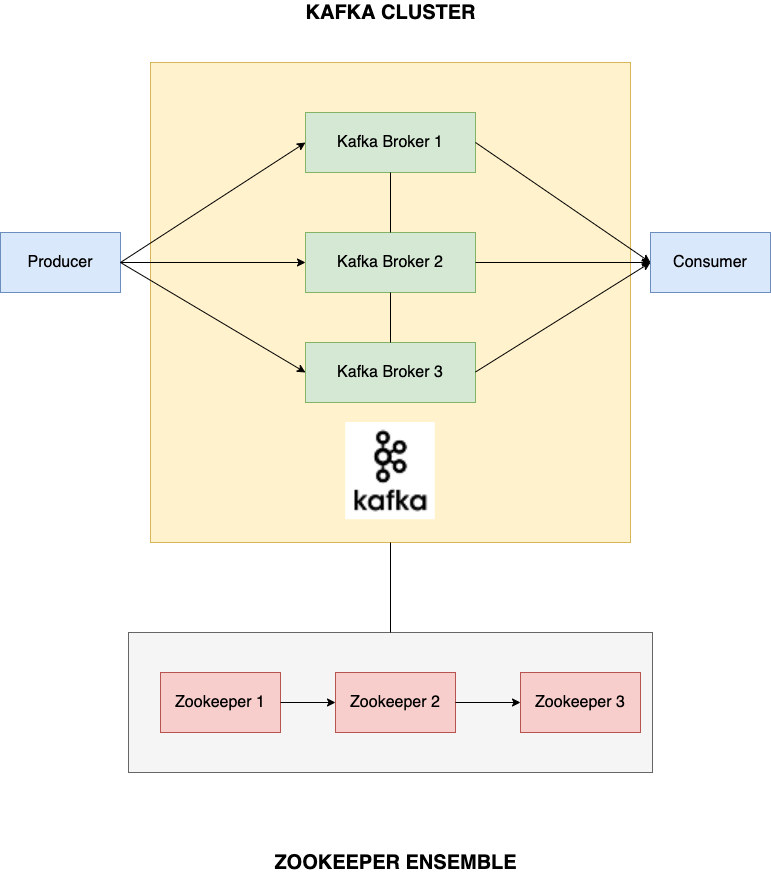 KAFKA CLUSTER
Kafka Broker 1
Producer
Kafka Broker 2
Consumer
Kafka Broker 3
kafka
Zookeeper 1
Zookeeper 2
Zookeeper 3
ZOOKEEPER ENSEMBLE